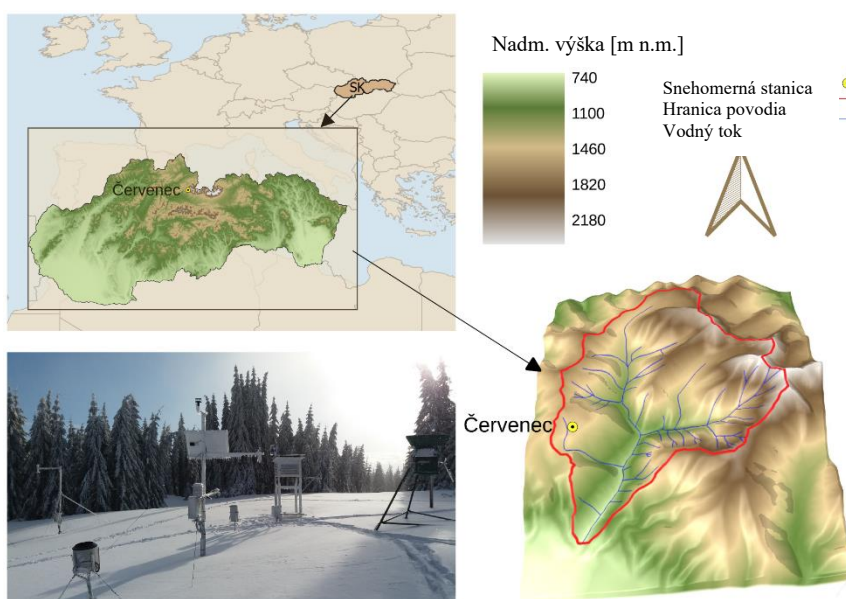 SK
Červenec
Nadm. výška [m n.m.]
740
1100
1460
1820
2180
Snehomerná stanica
Hranica povodia
Vodný tok
Červenec